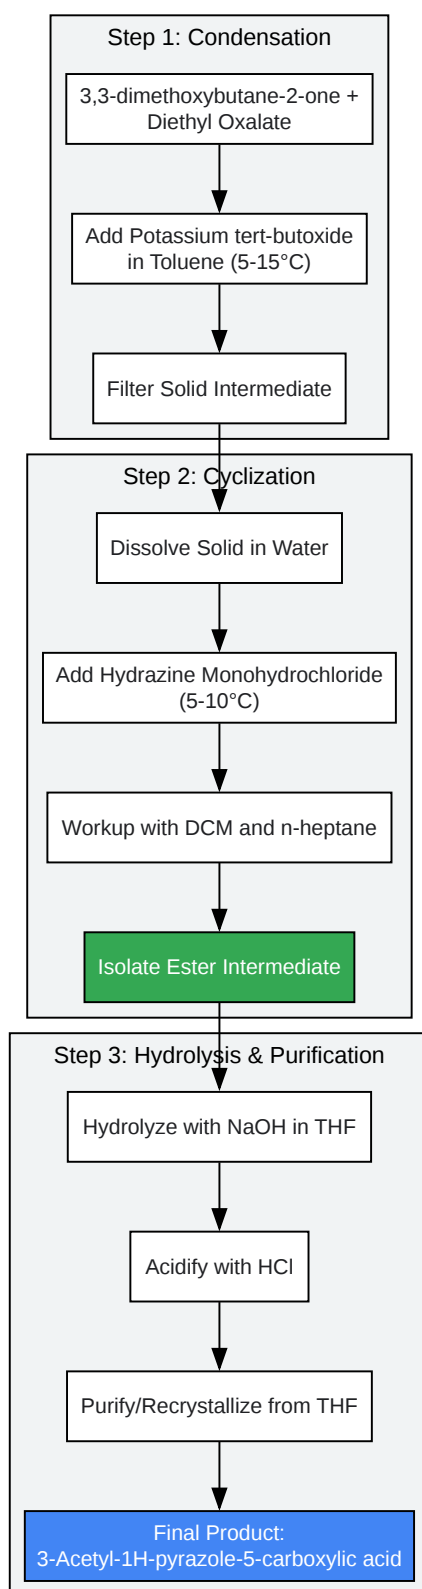 Step 1: Condensation
3,3-dimethoxybutane-2-one +
Diethyl Oxalate
Add Potassium tert-butoxide
in Toluene (5-15°C)
Filter Solid Intermediate
Step 2: Cyclization
Dissolve Solid in Water
Add Hydrazine Monohydrochloride
(5-10°C)
Workup with DCM and n-heptane
Isolate Ester Intermediate
Step 3: Hydrolysis & Purification
Hydrolyze with NaOH in THF
Acidify with HCl
Purify/Recrystallize from THF
Final Product:
3-Acetyl-1H-pyrazole-5-carboxylic acid